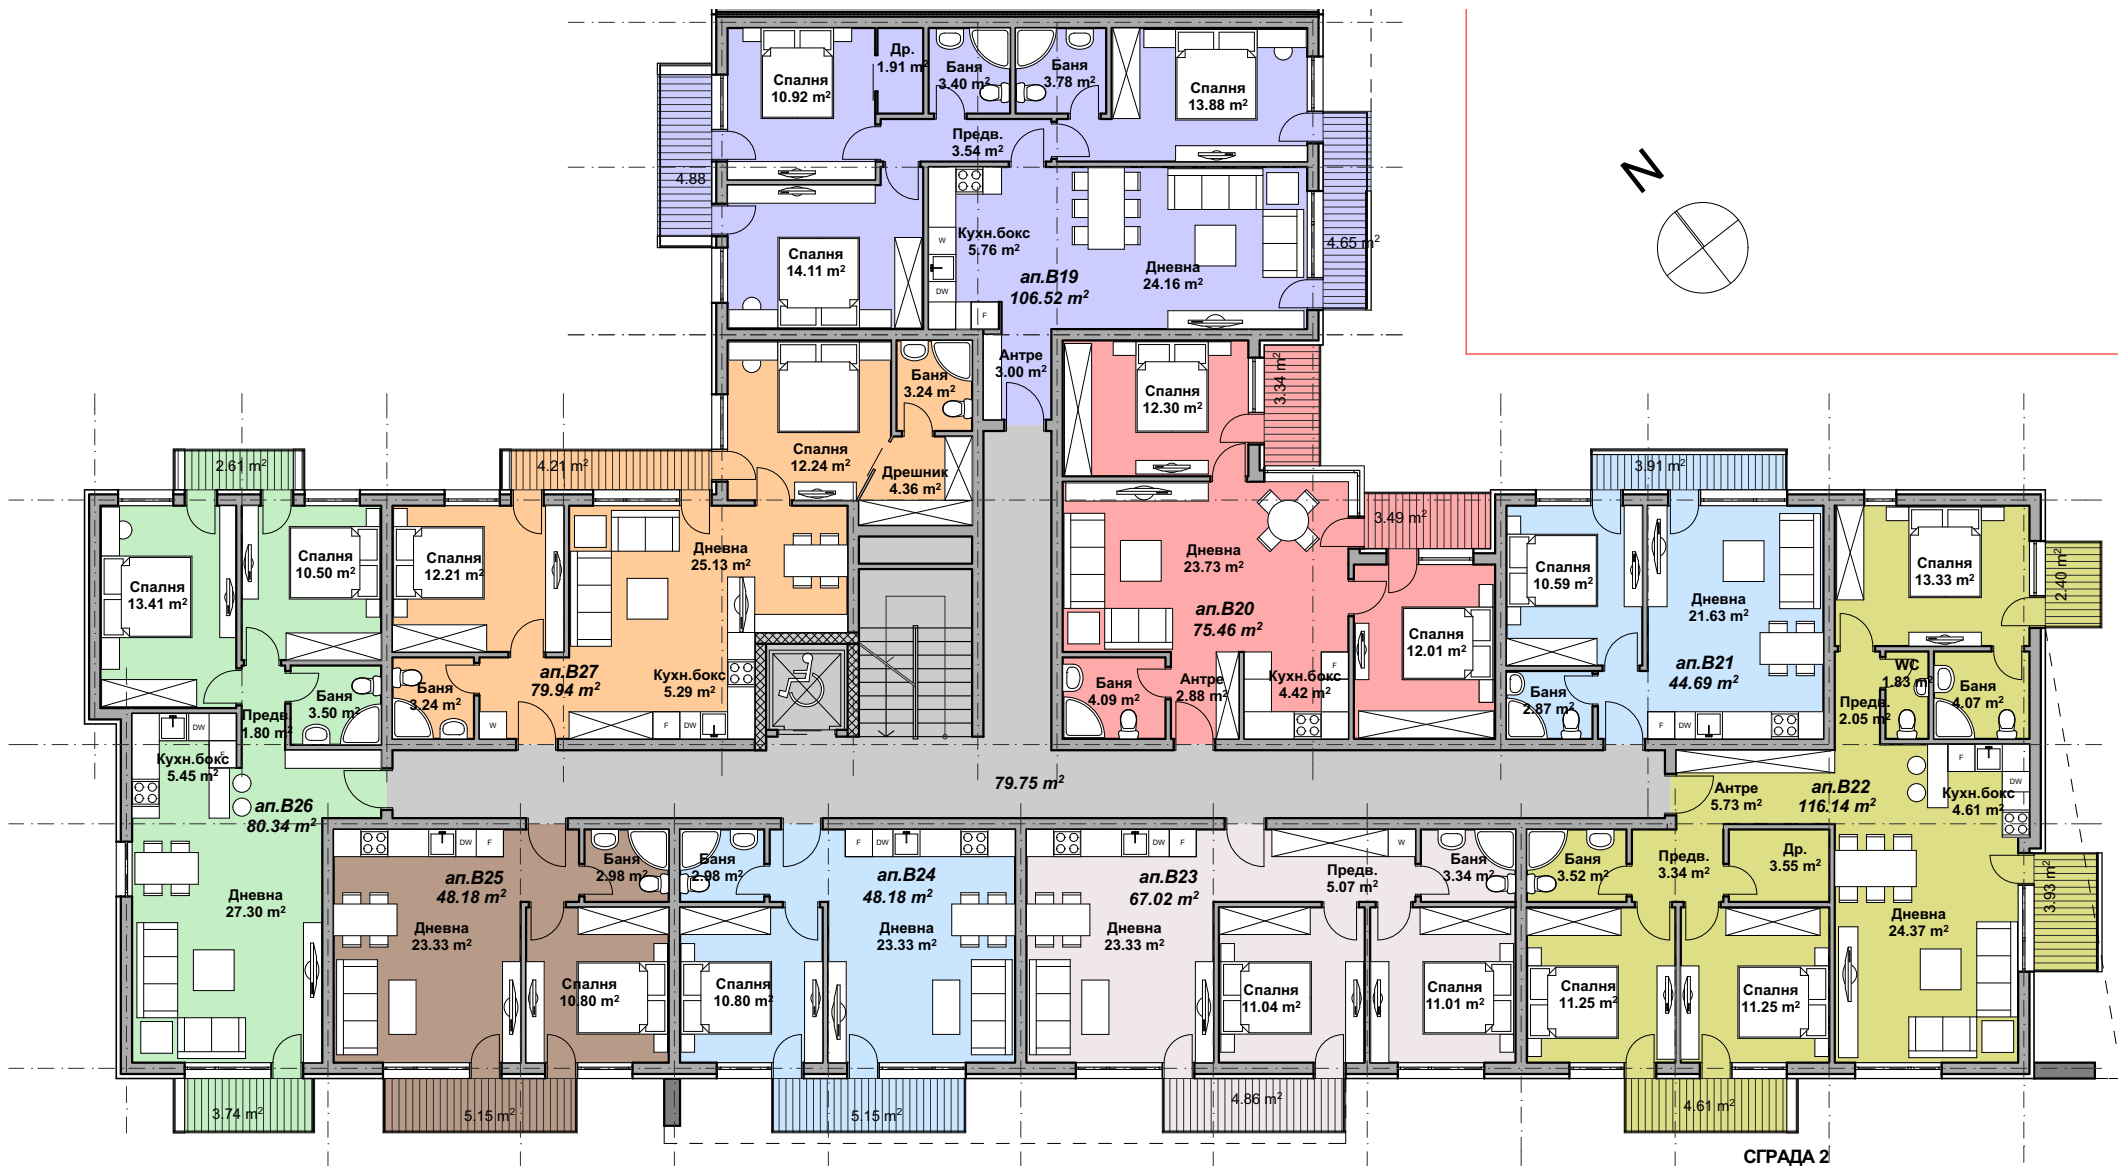 Спалня
10.92 m²
Др.
1.91 m²
Баня
3.40 m²
Баня
3.78 m²
Спалня
13.88 m²
Предв.
3.54 m²
4.88
Спалня
14.11 m²
Кухн.бокс
5.76 m²
W
DW
F
ап.В19
106.52 m²
Дневна
24.16 m²
4.65 m²
N
Антре
3.00 m²
Спалня
12.24 m²
Баня
3.24 m²
Дрешник
4.36 m²
Спалня
12.30 m²
3.34 m²
2.61 m²
4.21 m²
3.49 m²
3.91 m²
Спалня
13.41 m²
Спалня
10.50 m²
Спалня
12.21 m²
Дневна
25.13 m²
Дневна
23.73 m²
ап.В20
75.46 m²
Спалня
12.01 m²
Спалня
10.59 m²
Дневна
21.63 m²
Спалня
13.33 m²
2.40 m²
ап.В27
79.94 m²
Кухн.бокс
5.29 m²
Баня
3.24 m²
W
F
DW
Баня
3.50 m²
Предв.
1.80 m²
DW
F
Кухн.бокс
5.45 m²
ап.В26
80.34 m²
Баня
4.09 m²
Антре
2.88 m²
Кухн.бокс
4.42 m²
F
Баня
2.87 m²
ап.В21
44.69 m²
F
DW
WC
1.83 m²
Предв.
2.05 m²
Баня
4.07 m²
79.75 m²
Антре
5.73 m²
ап.В22
116.14 m²
Кухн.бокс
4.61 m²
F
DW
DW
F
Баня
2.98 m²
ап.В25
48.18 m²
Дневна
23.33 m²
Спалня
10.80 m²
Баня
2.98 m²
F
DW
ап.В24
48.18 m²
Дневна
23.33 m²
Спалня
10.80 m²
DW
F
ап.В23
67.02 m²
Дневна
23.33 m²
W
Предв.
5.07 m²
Баня
3.34 m²
Спалня
11.04 m²
Спалня
11.01 m²
Баня
3.52 m²
Предв.
3.34 m²
Др.
3.55 m²
Спалня
11.25 m²
Спалня
11.25 m²
Дневна
24.37 m²
3.93 m²
Дневна
27.30 m²
3.74 m²
5.15 m²
5.15 m²
4.86 m²
4.61 m²
СГРАДА 2